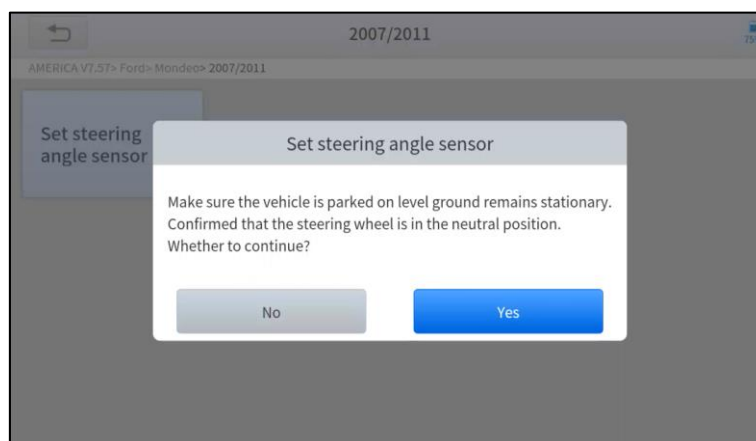 2007/2011
AMERICA V7.57> Ford> Mondeo> 2007/2011
Set steering
angle sensor
Set steering angle sensor
Make sure the vehicle is parked on level ground remains stationary.
Confirmed that the steering wheel is in the neutral position.
Whether to continue?
No
Yes